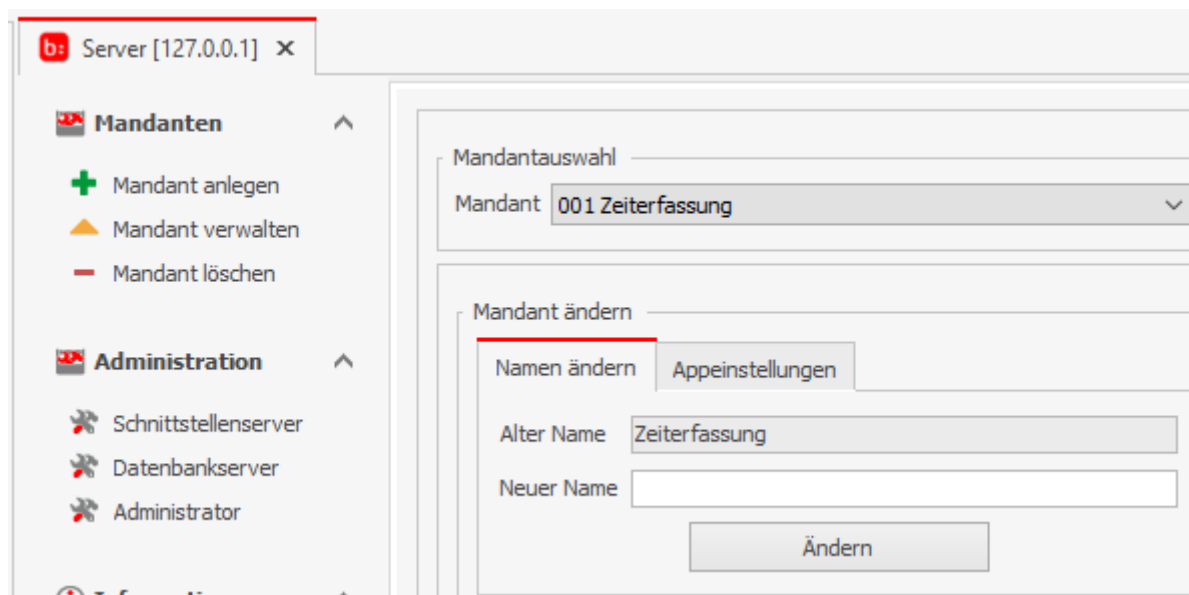 b: Server [127.0.0.1] ×
Mandanten
Mandant anlegen
Mandant verwalten
Mandant löschen
Administration
Schnittstellenserver
Datenbankserver
Administrator
Mandantauswahl
Mandant 001 Zeiterfassung
Mandant ändern
Namen ändern Appeinstellungen
Alter Name Zeiterfassung
Neuer Name
Ändern